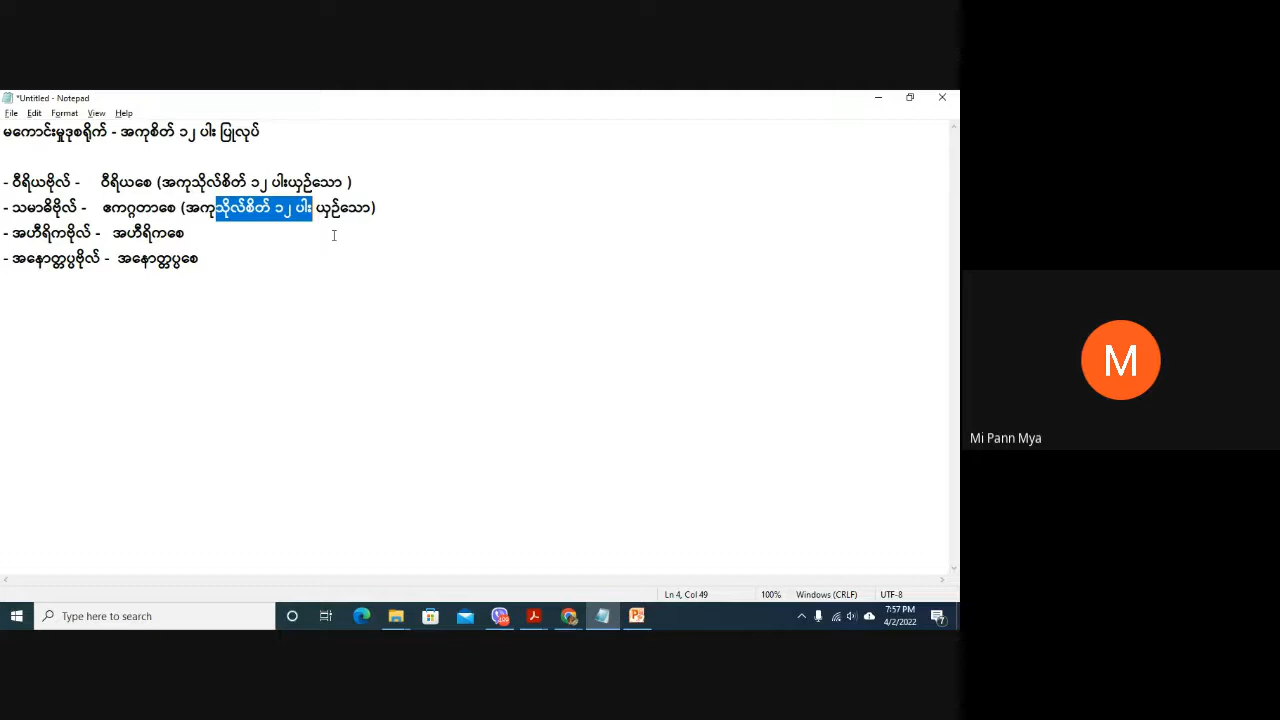 *Untitled - Notepad
File Edit Format View Help
မကောင်းမှုဒုစရိုက် - အကုစိတ် ၁၂ ပါး ပြုလုပ်
- ဝီရိယဗိုလ် - ဝီရိယစေ (အကုသိုလ်စိတ် ၁၂ ပါးယှဉ်သော )
- သမာဓိဗိုလ် - ဧကဂ္ဂတာစေ (အကုသိုလ်စိတ် ၁၂ ပါး ယှဉ်သော)
- အဟီရိကဗိုလ် - အဟီရိကစေ
- အနောတ္တပ္ပဗိုလ် - အနောတ္တပ္ပစေ
M
Mi Pann Mya
Ln 4, Col 49 100% Windows (CRLF) UTF-8
Type here to search
7:57 PM
4/2/2022
7